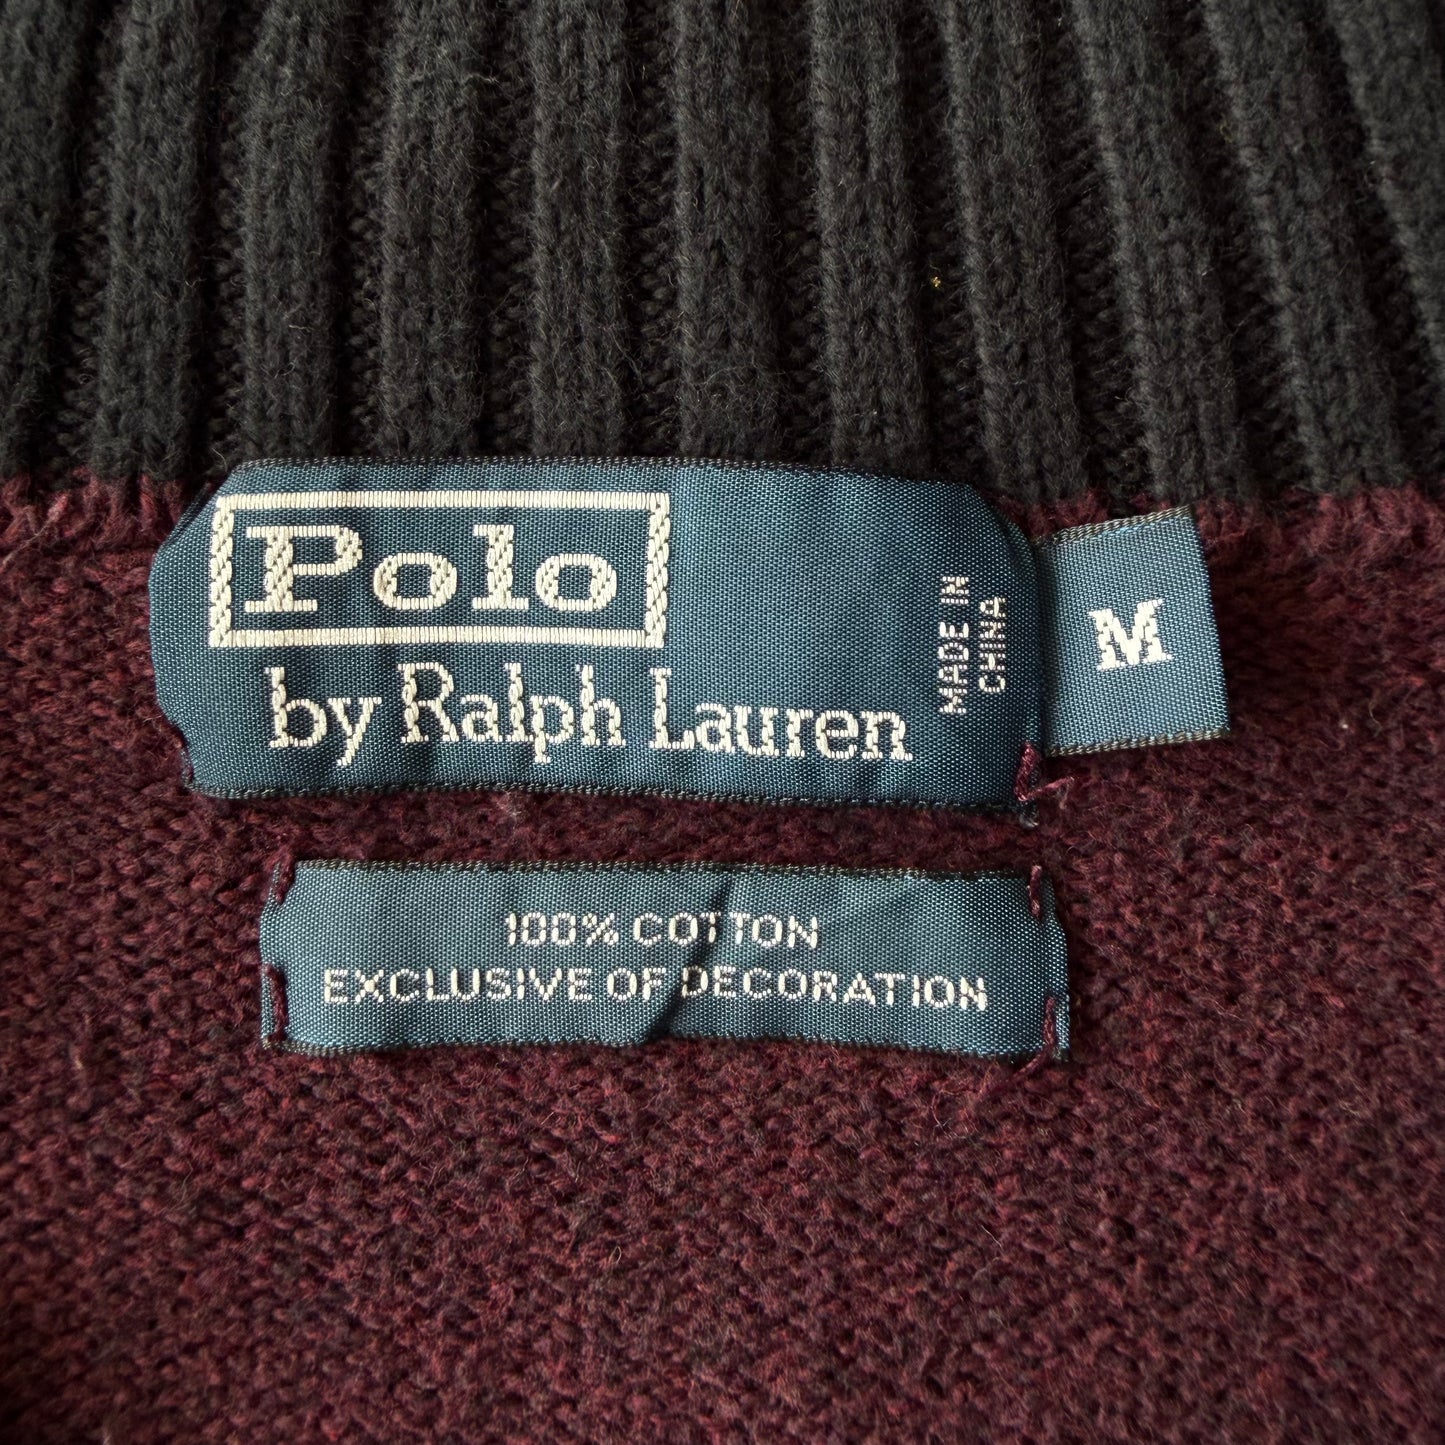 Polo
by Ralph Lauren
MADE IN
CHINA
M
100% COTTON
EXCLUSIVE OF DECORATION